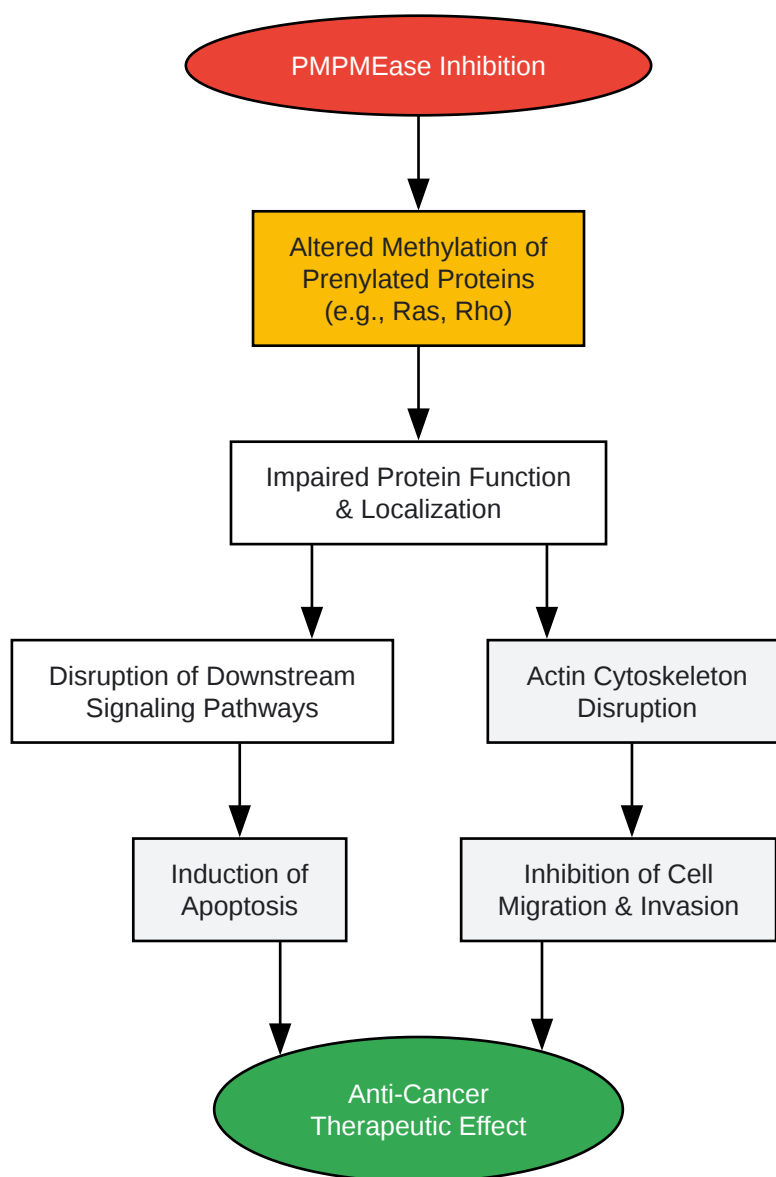 PMPMEase Inhibition
Altered Methylation of
Prenylated Proteins
(e.g., Ras, Rho)
Impaired Protein Function
& Localization
Disruption of Downstream
Signaling Pathways
Actin Cytoskeleton
Disruption
Induction of
Apoptosis
Inhibition of Cell
Migration & Invasion
Anti-Cancer
Therapeutic Effect